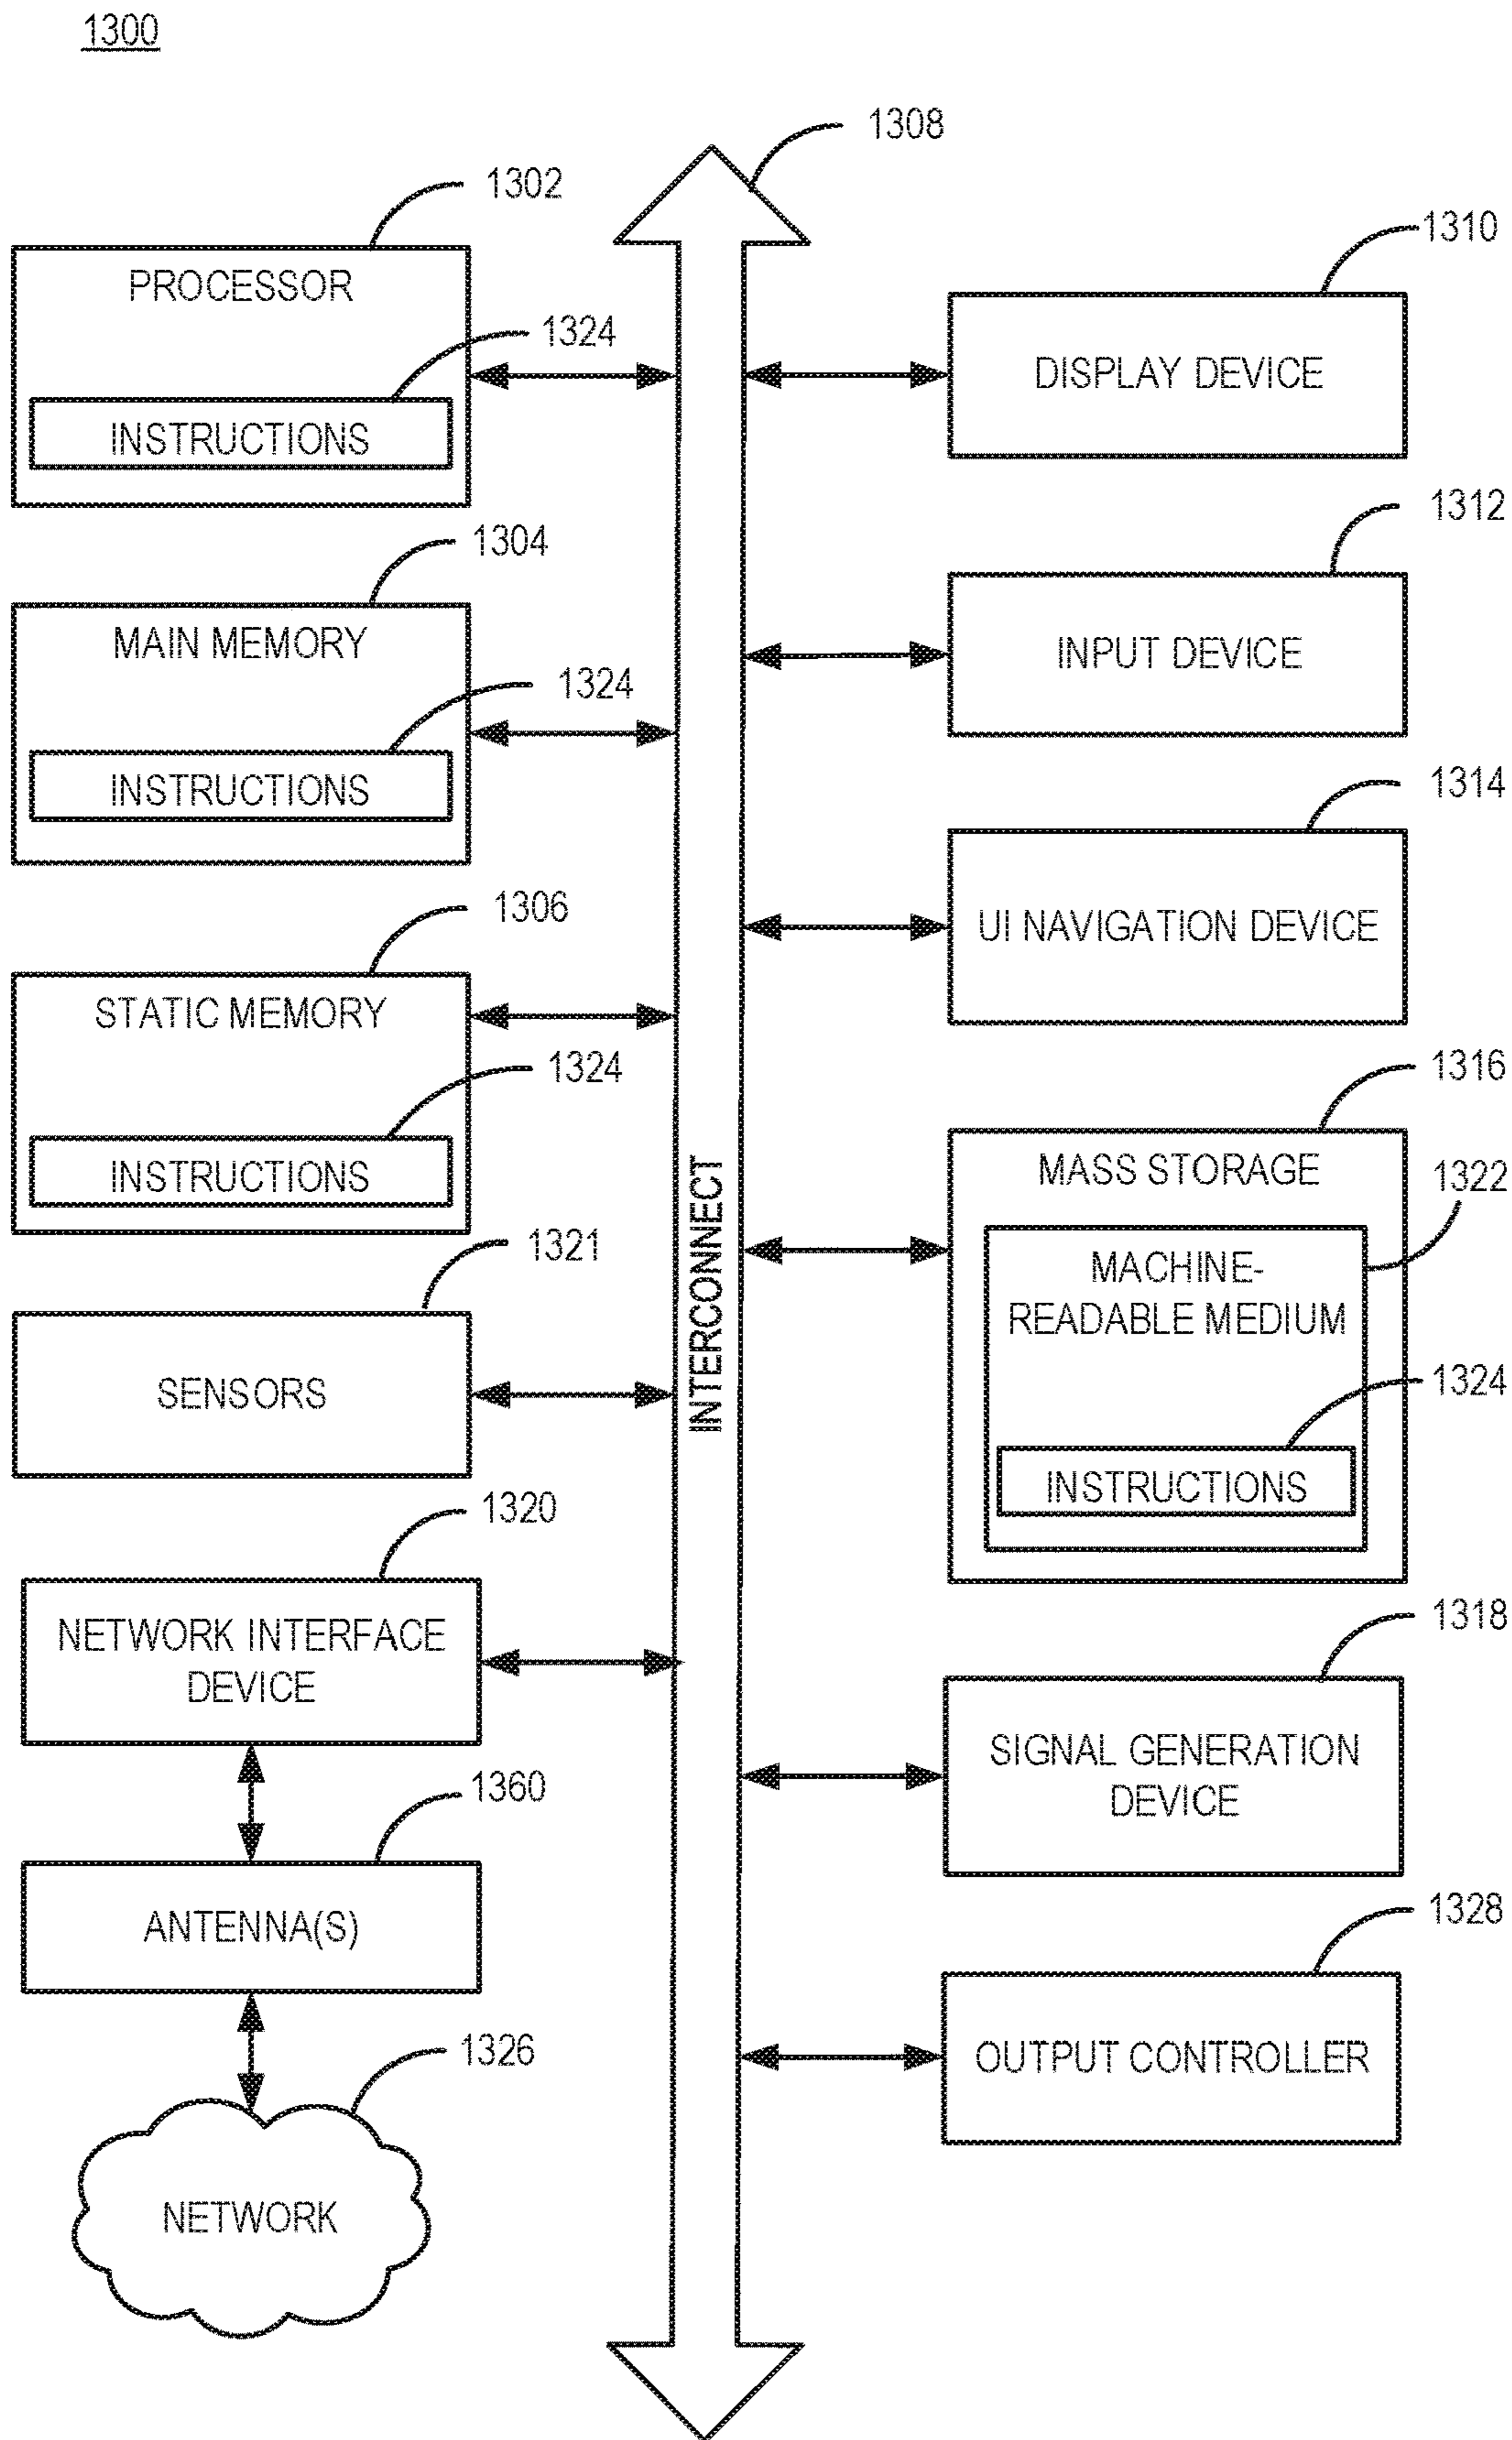 1300
1308
1302
PROCESSOR
1324
INSTRUCTIONS
1304
MAIN MEMORY
1324
INSTRUCTIONS
1306
STATIC MEMORY
1324
INSTRUCTIONS
1321
SENSORS
1320
NETWORK INTERFACE
DEVICE
1360
ANTENNA(S)
1326
NETWORK
INTERCONNECT
1310
DISPLAY DEVICE
1312
INPUT DEVICE
1314
UI NAVIGATION DEVICE
1316
MASS STORAGE
1322
MACHINE-
READABLE MEDIUM
1324
INSTRUCTIONS
1318
SIGNAL GENERATION
DEVICE
1328
OUTPUT CONTROLLER